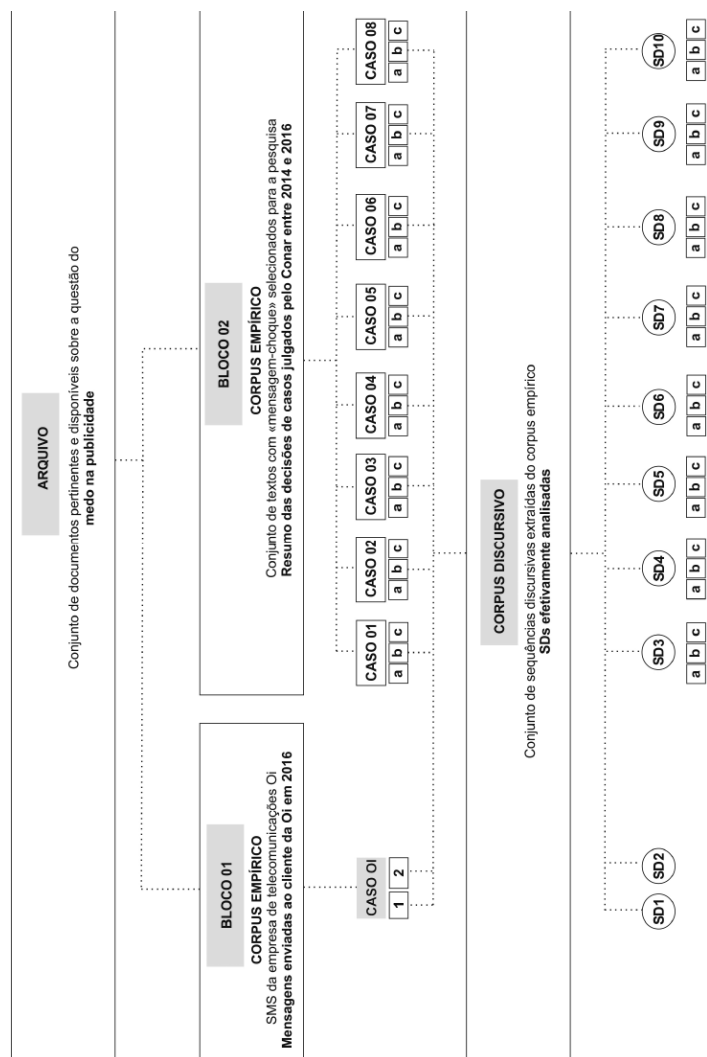 ARQUIVO
Conjunto de documentos pertinentes e disponíveis sobre a questão do
medo na publicidade
BLOCO 01
CORPUS EMPÍRICO
SMS da empresa de telecomunicações Oi
Mensagens enviadas ao cliente da Oi em 2016
BLOCO 02
CORPUS EMPÍRICO
Conjunto de textos com «mensagem-choque» selecionados para a pesquisa
Resumo das decisões de casos julgados pelo Conar entre 2014 e 2016
CASO OI
1 2
CASO 01
a b c
CASO 02
a b c
CASO 03
a b c
CASO 04
a b c
CASO 05
a b c
CASO 06
a b c
CASO 07
a b c
CASO 08
a b c
CORPUS DISCURSIVO
Conjunto de sequências discursivas extraídas do corpus empírico
SDs efetivamente analisadas
SD1
SD2
SD3
a b c
SD4
a b c
SD5
a b c
SD6
a b c
SD7
a b c
SD8
a b c
SD9
a b c
SD10
a b c